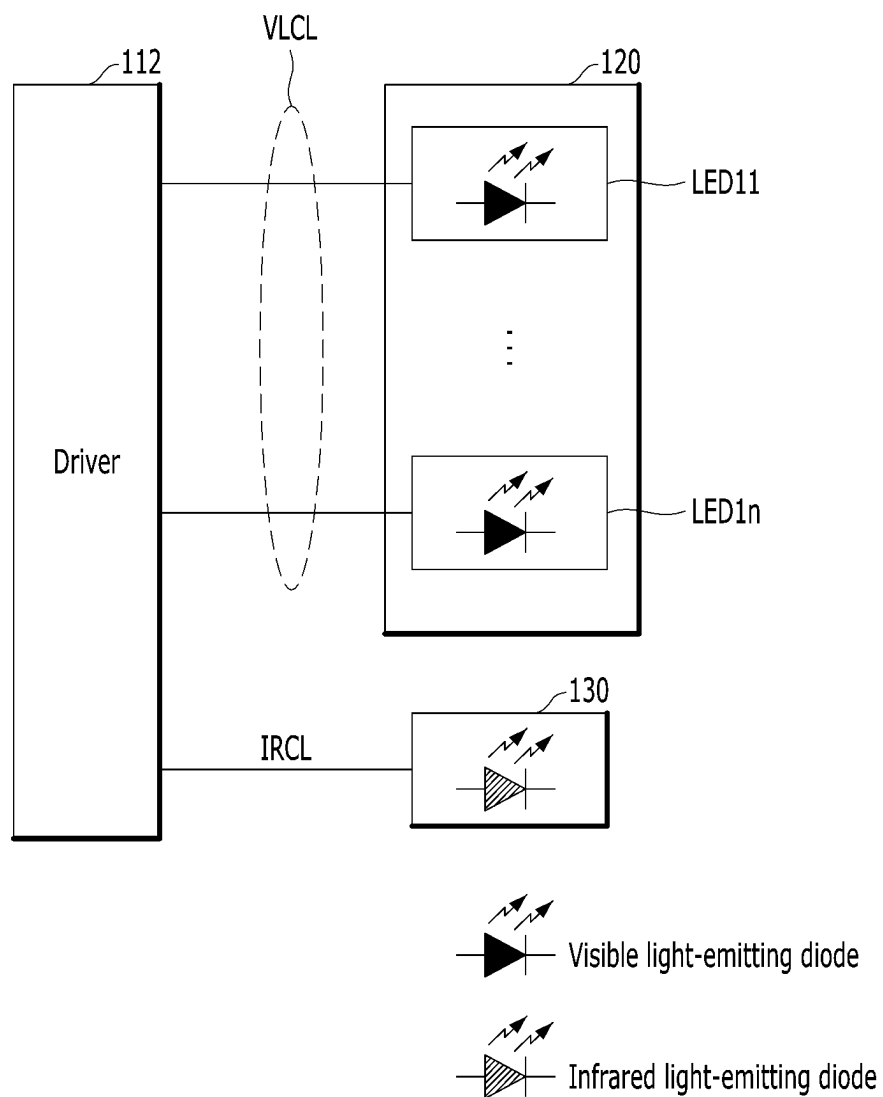 VLCL
112
120
LED11
Driver
LED1n
130
IRCL
Visible light-emitting diode
Infrared light-emitting diode